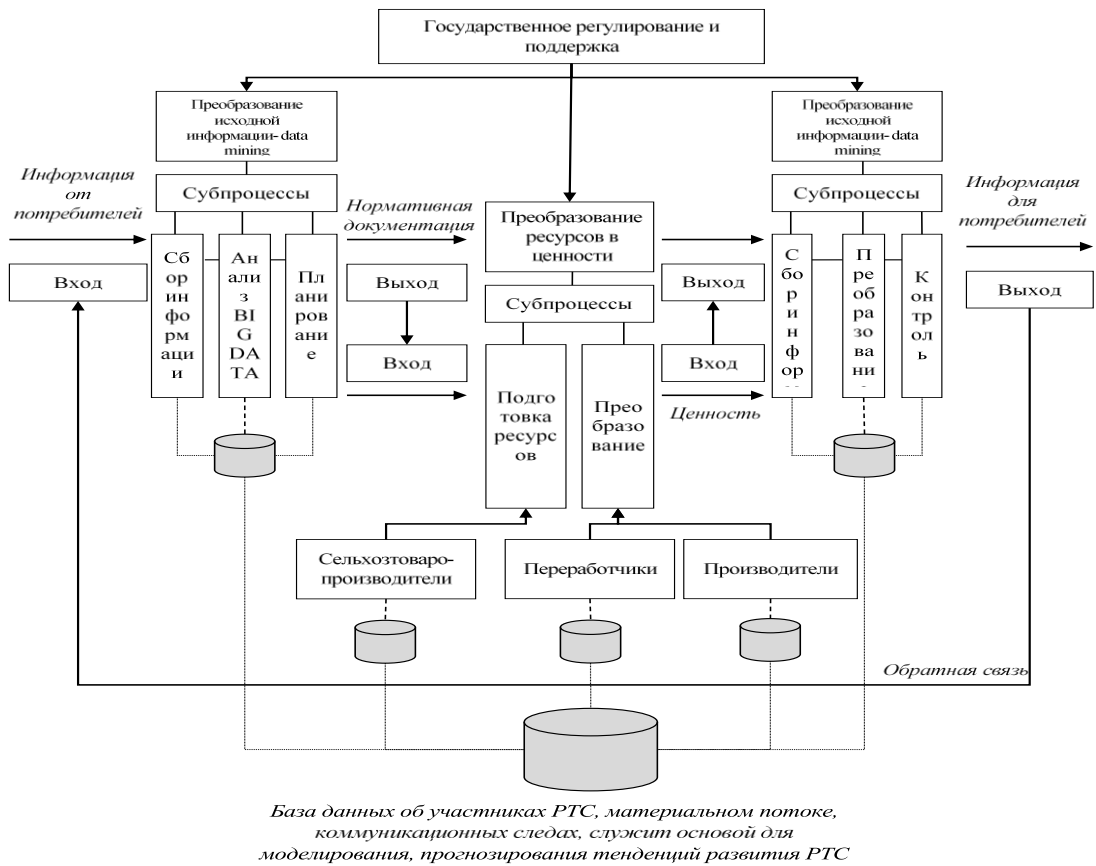 Государственное регулирование и
поддержка
Преобразование
исходной
информации- data
mining
Преобразование
исходной
информации- data
mining
Информация
от
потребителей
Субпроцессы
Нормативная
документация
Преобразование
ресурсов в
ценности
Субпроцессы
Информация
для
потребителей
Вход
Сб
ор
инфо
рм
аци
и
Ан
али
з
BI
G
DA
TA
Пл
ани
ров
ани
е
Выход
Вход
Субпроцессы
Подго
товка
ресурс
ов
Прео
бразо
вание
Выход
Вход
Ценность
С
бо
р и
н ф
ор
П
ре
об
ра
зо
ва
ни
К
он
тр
ол
ь
Выход
Сельхозтоваро-
производители
Переработчики
Производители
Обратная связь
База данных об участниках РТС, материальном потоке,
коммуникационных следах, служит основой для
моделирования, прогнозирования тенденций развития РТС